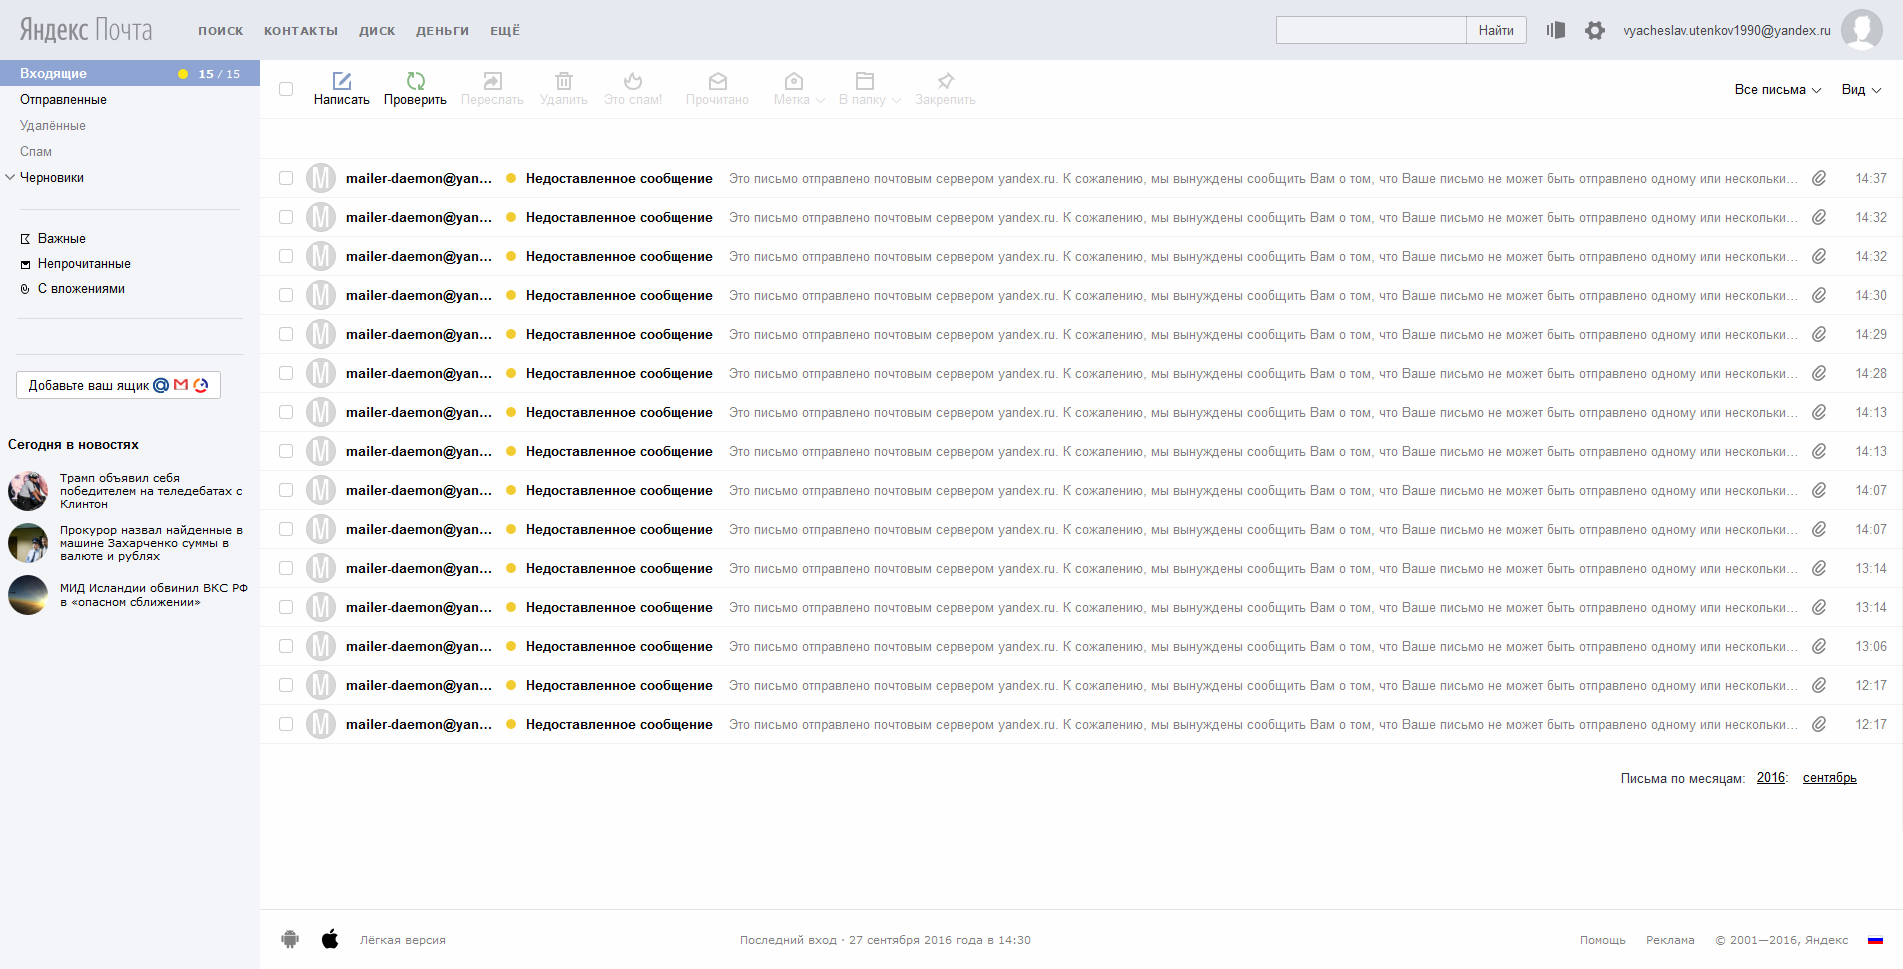 Яндекс Почта ПОИСК КОНТАКТЫ ДИСК ДЕНЬГИ ЕЩЁ Найти vyacheslav.utenkov1990@yandex.ru
Входящие 15 / 15
Отправленные
Удалённые
Спам
Черновики
Важные
Непрочитанные
С вложениями
Добавьте ваш ящик
Сегодня в новостях
Трамп объявил себя
победителем на теледебатах с
Клинтон
Прокурор назвал найденные в
машине Захарченко суммы в
валюте и рублях
МИД Исландии обвинил ВКС РФ
в «опасном сближении»
Написать Проверить Переслать Удалить Это спам! Прочитано Метка В папку Закрепить Все письма Вид
M mailer-daemon@yan... Недоставленное сообщение Это письмо отправлено почтовым сервером yandex.ru. К сожалению, мы вынуждены сообщить Вам о том, что Ваше письмо не может быть отправлено одному или нескольки... 14:37
M mailer-daemon@yan... Недоставленное сообщение Это письмо отправлено почтовым сервером yandex.ru. К сожалению, мы вынуждены сообщить Вам о том, что Ваше письмо не может быть отправлено одному или нескольки... 14:32
M mailer-daemon@yan... Недоставленное сообщение Это письмо отправлено почтовым сервером yandex.ru. К сожалению, мы вынуждены сообщить Вам о том, что Ваше письмо не может быть отправлено одному или нескольки... 14:32
M mailer-daemon@yan... Недоставленное сообщение Это письмо отправлено почтовым сервером yandex.ru. К сожалению, мы вынуждены сообщить Вам о том, что Ваше письмо не может быть отправлено одному или нескольки... 14:30
M mailer-daemon@yan... Недоставленное сообщение Это письмо отправлено почтовым сервером yandex.ru. К сожалению, мы вынуждены сообщить Вам о том, что Ваше письмо не может быть отправлено одному или нескольки... 14:29
M mailer-daemon@yan... Недоставленное сообщение Это письмо отправлено почтовым сервером yandex.ru. К сожалению, мы вынуждены сообщить Вам о том, что Ваше письмо не может быть отправлено одному или нескольки... 14:28
M mailer-daemon@yan... Недоставленное сообщение Это письмо отправлено почтовым сервером yandex.ru. К сожалению, мы вынуждены сообщить Вам о том, что Ваше письмо не может быть отправлено одному или нескольки... 14:13
M mailer-daemon@yan... Недоставленное сообщение Это письмо отправлено почтовым сервером yandex.ru. К сожалению, мы вынуждены сообщить Вам о том, что Ваше письмо не может быть отправлено одному или нескольки... 14:13
M mailer-daemon@yan... Недоставленное сообщение Это письмо отправлено почтовым сервером yandex.ru. К сожалению, мы вынуждены сообщить Вам о том, что Ваше письмо не может быть отправлено одному или нескольки... 14:07
M mailer-daemon@yan... Недоставленное сообщение Это письмо отправлено почтовым сервером yandex.ru. К сожалению, мы вынуждены сообщить Вам о том, что Ваше письмо не может быть отправлено одному или нескольки... 14:07
M mailer-daemon@yan... Недоставленное сообщение Это письмо отправлено почтовым сервером yandex.ru. К сожалению, мы вынуждены сообщить Вам о том, что Ваше письмо не может быть отправлено одному или нескольки... 13:14
M mailer-daemon@yan... Недоставленное сообщение Это письмо отправлено почтовым сервером yandex.ru. К сожалению, мы вынуждены сообщить Вам о том, что Ваше письмо не может быть отправлено одному или нескольки... 13:14
M mailer-daemon@yan... Недоставленное сообщение Это письмо отправлено почтовым сервером yandex.ru. К сожалению, мы вынуждены сообщить Вам о том, что Ваше письмо не может быть отправлено одному или нескольки... 13:06
M mailer-daemon@yan... Недоставленное сообщение Это письмо отправлено почтовым сервером yandex.ru. К сожалению, мы вынуждены сообщить Вам о том, что Ваше письмо не может быть отправлено одному или нескольки... 12:17
M mailer-daemon@yan... Недоставленное сообщение Это письмо отправлено почтовым сервером yandex.ru. К сожалению, мы вынуждены сообщить Вам о том, что Ваше письмо не может быть отправлено одному или нескольки... 12:17
Письма по месяцам: 2016: сентябрь
Лёгкая версия Последний вход · 27 сентября 2016 года в 14:30 Помощь Реклама © 2001—2016, Яндекс